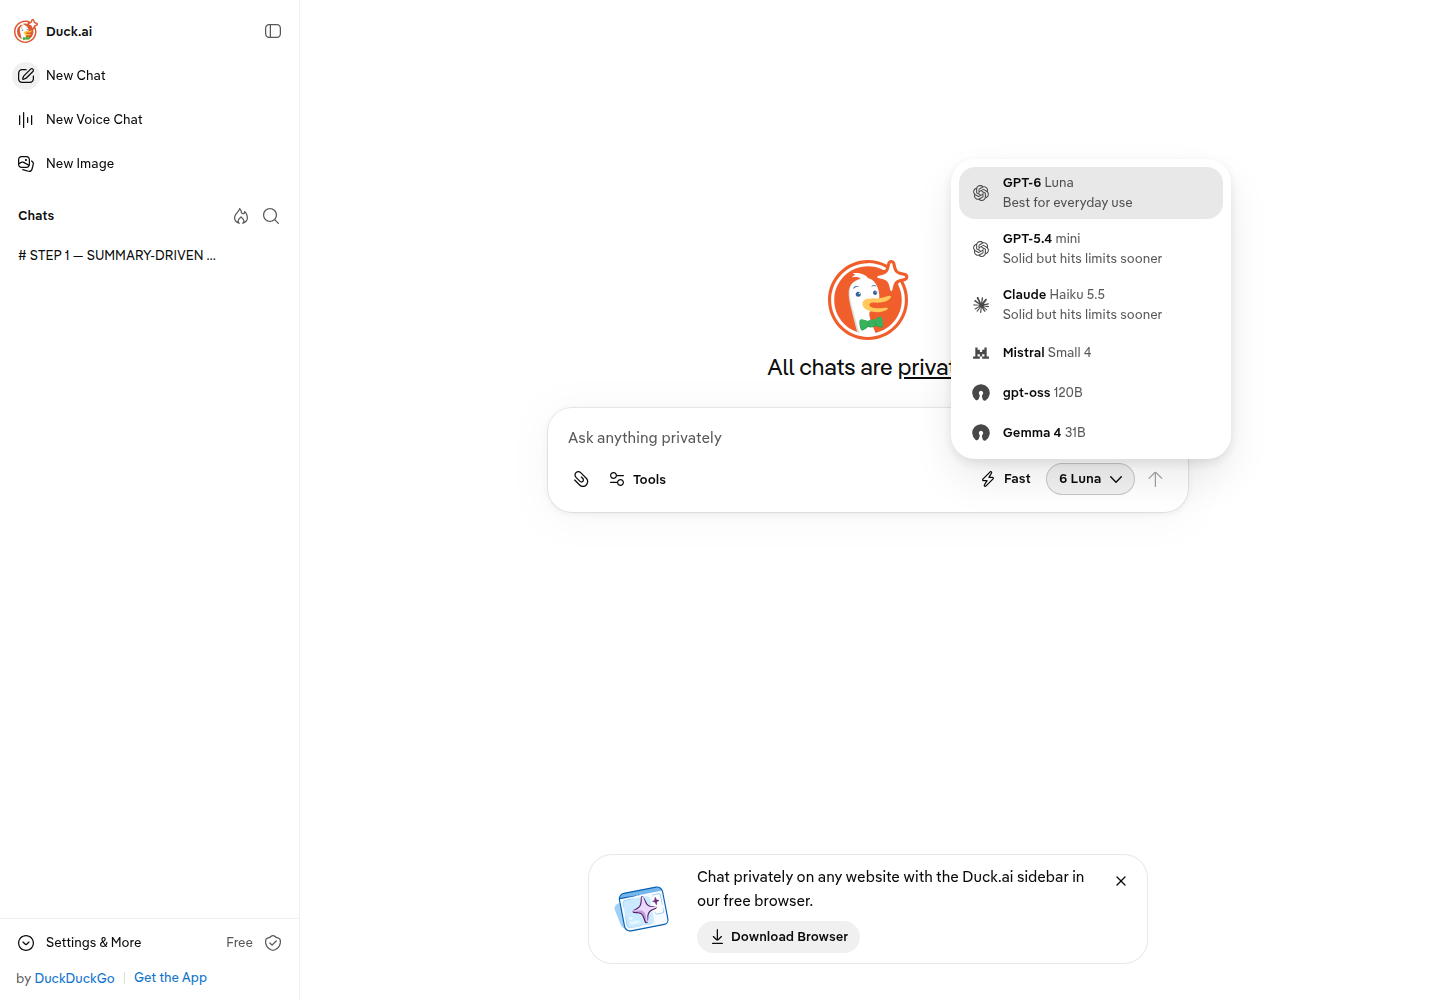 Duck.ai
New Chat
New Voice Chat
New Image
Chats
# STEP 1 — SUMMARY-DRIVEN ...
Settings & More
Free
by DuckDuckGo
Get the App
All chats are
Ask anything privately
Tools
Fast
6 Luna
GPT-6 Luna
Best for everyday use
GPT-5.4 mini
Solid but hits limits sooner
Claude Haiku 5.5
Solid but hits limits sooner
Mistral Small 4
gpt-oss 120B
Gemma 4 31B
Chat privately on any website with the Duck.ai sidebar in
our free browser.
Download Browser